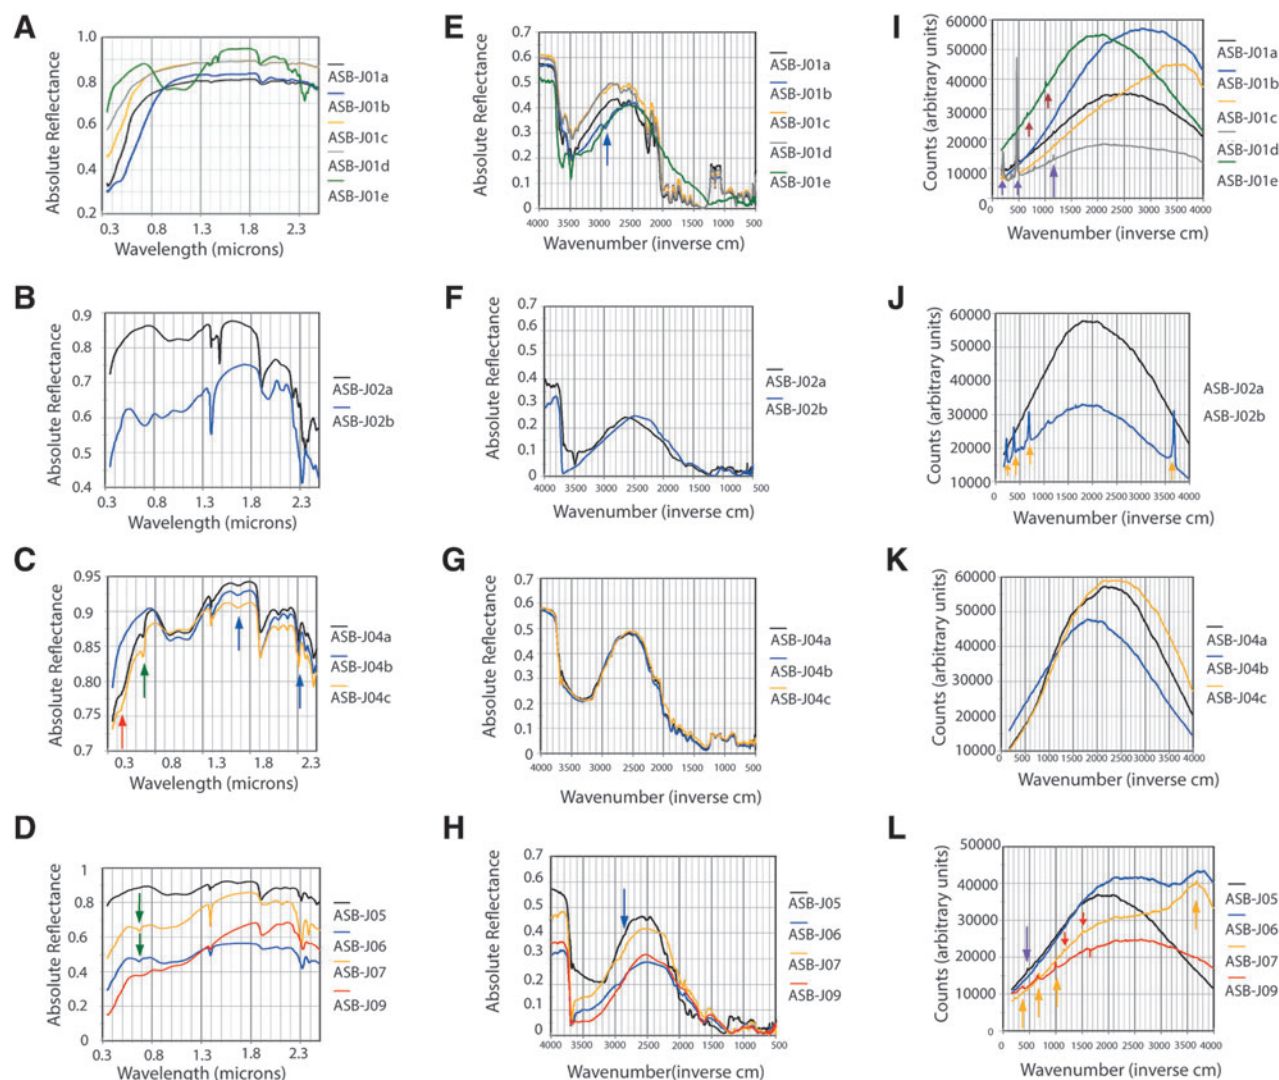 A
Absolute Reflectance
1.0
0.8
0.6
0.4
0.2
0.3 0.8 1.3 1.8 2.3
Wavelength (microns)
ASB-J01a
ASB-J01b
ASB-J01c
ASB-J01d
ASB-J01e
E
Absolute Reflectance
0.7
0.6
0.5
0.4
0.3
0.2
0.1
0
4000 3500 3000 2500 2000 1500 1000 500
Wavenumber (inverse cm)
ASB-J01a
ASB-J01b
ASB-J01c
ASB-J01d
ASB-J01e
I
Counts (arbitrary units)
60000
50000
40000
30000
20000
10000
0
0 500 1000 1500 2000 2500 3000 3500 4000
Wavenumber (inverse cm)
ASB-J01a
ASB-J01b
ASB-J01c
ASB-J01d
ASB-J01e
B
Absolute Reflectance
0.9
0.8
0.7
0.6
0.5
0.4
0.3 0.8 1.3 1.8 2.3
Wavelength (microns)
ASB-J02a
ASB-J02b
F
Absolute Reflectance
0.7
0.6
0.5
0.4
0.3
0.2
0.1
0
4000 3500 3000 2500 2000 1500 1000 500
Wavenumber (inverse cm)
ASB-J02a
ASB-J02b
J
Counts (arbitrary units)
60000
50000
40000
30000
20000
10000
0 500 1000 1500 2000 2500 3000 3500 4000
Wavenumber (inverse cm)
ASB-J02a
ASB-J02b
C
Absolute Reflectance
0.95
0.9
0.85
0.8
0.75
0.7
0.3 0.8 1.3 1.8 2.3
Wavelength (microns)
ASB-J04a
ASB-J04b
ASB-J04c
G
Absolute Reflectance
0.7
0.6
0.5
0.4
0.3
0.2
0.1
0
4000 3500 3000 2500 2000 1500 1000 500
Wavenumber (inverse cm)
ASB-J04a
ASB-J04b
ASB-J04c
K
Counts (arbitrary units)
60000
50000
40000
30000
20000
10000
0 500 1000 1500 2000 2500 3000 3500 4000
Wavenumber (inverse cm)
ASB-J04a
ASB-J04b
ASB-J04c
D
Absolute Reflectance
1
0.8
0.6
0.4
0.2
0
0.3 0.8 1.3 1.8 2.3
Wavelength (microns)
ASB-J05
ASB-J06
ASB-J07
ASB-J09
H
Absolute Reflectance
0.7
0.6
0.5
0.4
0.3
0.2
0.1
0
4000 3500 3000 2500 2000 1500 1000 500
Wavenumber(inverse cm)
ASB-J05
ASB-J06
ASB-J07
ASB-J09
L
Counts (arbitrary units)
50000
40000
30000
20000
10000
0
0 500 1000 1500 2000 2500 3000 3500 4000
Wavenumber (inverse cm)
ASB-J05
ASB-J06
ASB-J07
ASB-J09